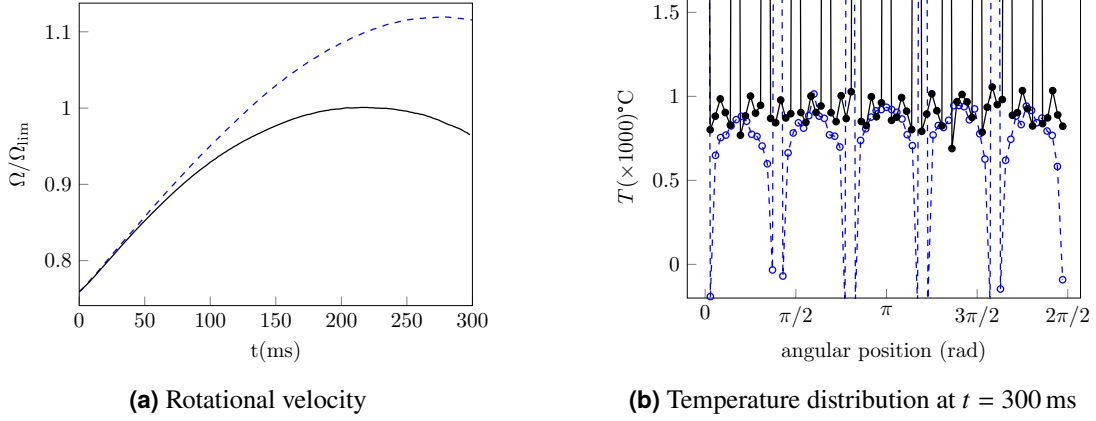 1.1
1
0.9
0.8
Ω/Ω_lim
0 50 100 150 200 250 300
t(ms)
(a) Rotational velocity
1.5
1
0.5
0
T(×1000)°C
0 π/2 π 3π/2 2π/2
angular position (rad)
(b) Temperature distribution at t = 300 ms